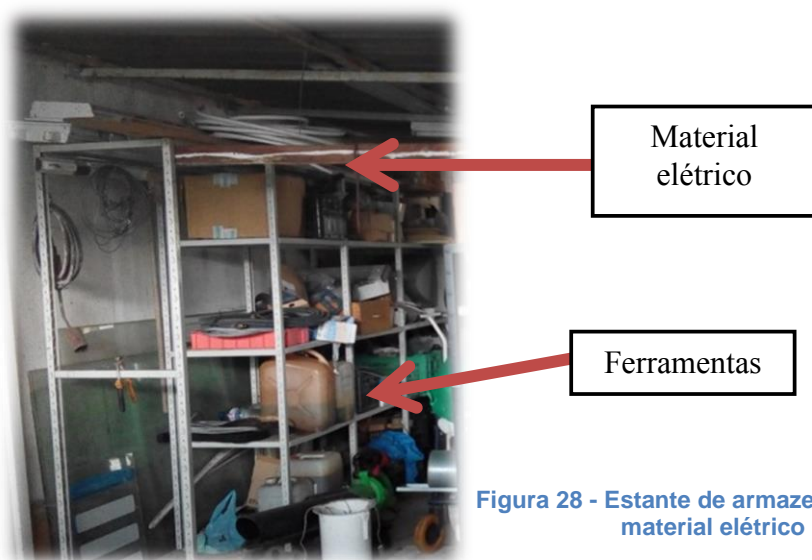 Material
elétrico
Ferramentas
Figura 28 - Estante de armaze
material elétrico